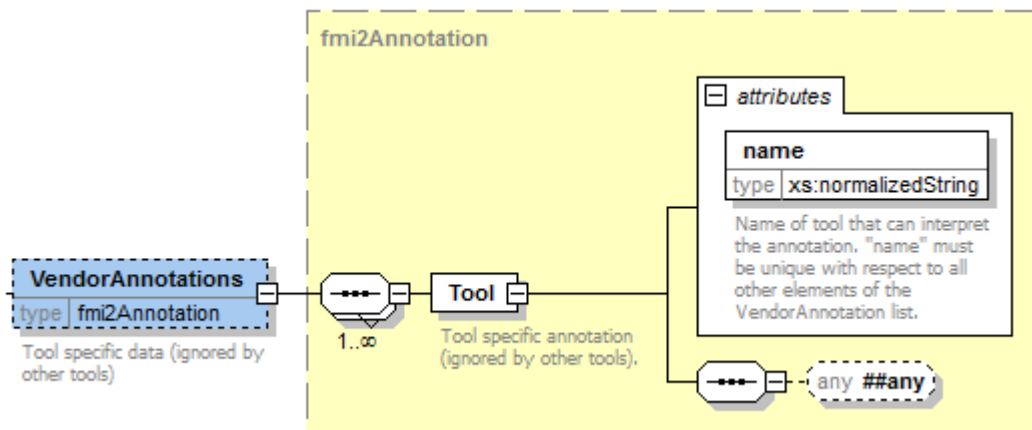 fmi2Annotation
attributes
name
type xs:normalizedString
Name of tool that can interpret
the annotation. "name" must
be unique with respect to all
other elements of the
VendorAnnotation list.
VendorAnnotations
type fmi2Annotation
Tool specific data (ignored by
other tools)
1..∞
Tool
Tool specific annotation
(ignored by other tools).
any ##any